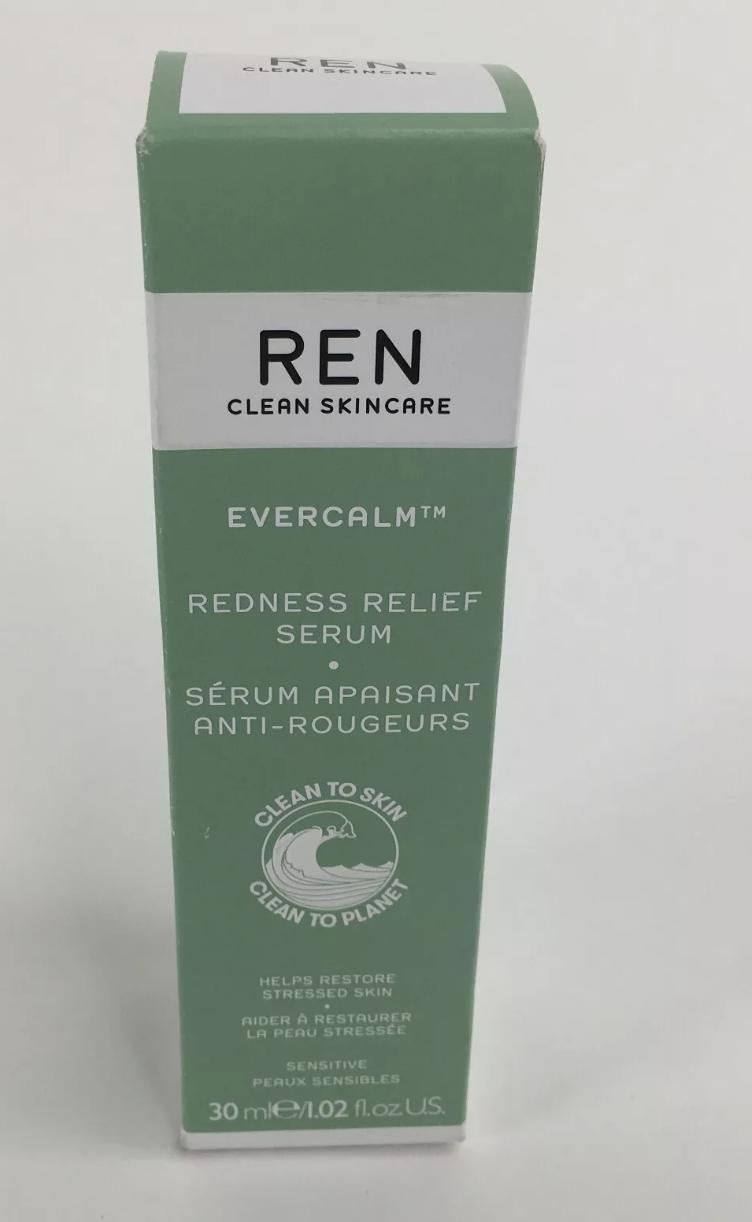 REN
CLEAN SKINCARE
REN
CLEAN SKINCARE
EVERCALM™
REDNESS RELIEF
SERUM
•
SÉRUM APAISANT
ANTI-ROUGEURS
CLEAN TO SKIN
CLEAN TO PLANET
HELPS RESTORE
STRESSED SKIN
•
AIDER À RESTAURER
LA PEAU STRESSÉE
SENSITIVE
PEAUX SENSIBLES
30 ml℮/1.02 fl.oz.U.S.